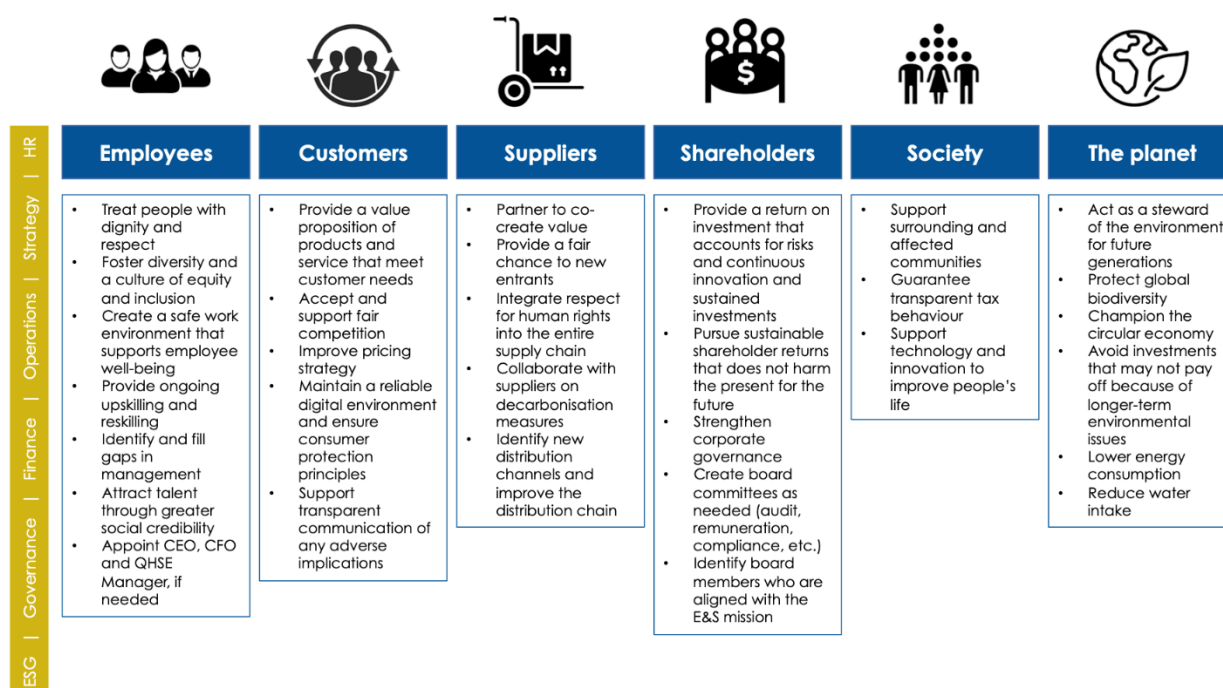 $
ESG | Governance | Finance | Operations | Strategy | HR
Employees
• Treat people with
dignity and
respect
• Foster diversity and
a culture of equity
and inclusion
• Create a safe work
environment that
supports employee
well-being
• Provide ongoing
upskilling and
reskilling
• Identify and fill
gaps in
management
• Attract talent
through greater
social credibility
• Appoint CEO, CFO
and QHSE
Manager, if
needed
Customers
• Provide a value
proposition of
products and
service that meet
customer needs
• Accept and
support fair
competition
• Improve pricing
strategy
• Maintain a reliable
digital environment
and ensure
consumer
protection
principles
• Support
transparent
communication of
any adverse
implications
Suppliers
• Partner to co-
create value
• Provide a fair
chance to new
entrants
• Integrate respect
for human rights
into the entire
supply chain
• Collaborate with
suppliers on
decarbonisation
measures
• Identify new
distribution
channels and
improve the
distribution chain
Shareholders
• Provide a return on
investment that
accounts for risks
and continuous
innovation and
sustained
investments
• Pursue sustainable
shareholder returns
that does not harm
the present for the
future
• Strengthen
corporate
governance
• Create board
committees as
needed (audit,
remuneration,
compliance, etc.)
• Identify board
members who are
aligned with the
E&S mission
Society
• Support
surrounding and
affected
communities
• Guarantee
transparent tax
behaviour
• Support
technology and
innovation to
improve people's
life
The planet
• Act as a steward
of the environment
for future
generations
• Protect global
biodiversity
• Champion the
circular economy
• Avoid investments
that may not pay
off because of
longer-term
environmental
issues
• Lower energy
consumption
• Reduce water
intake